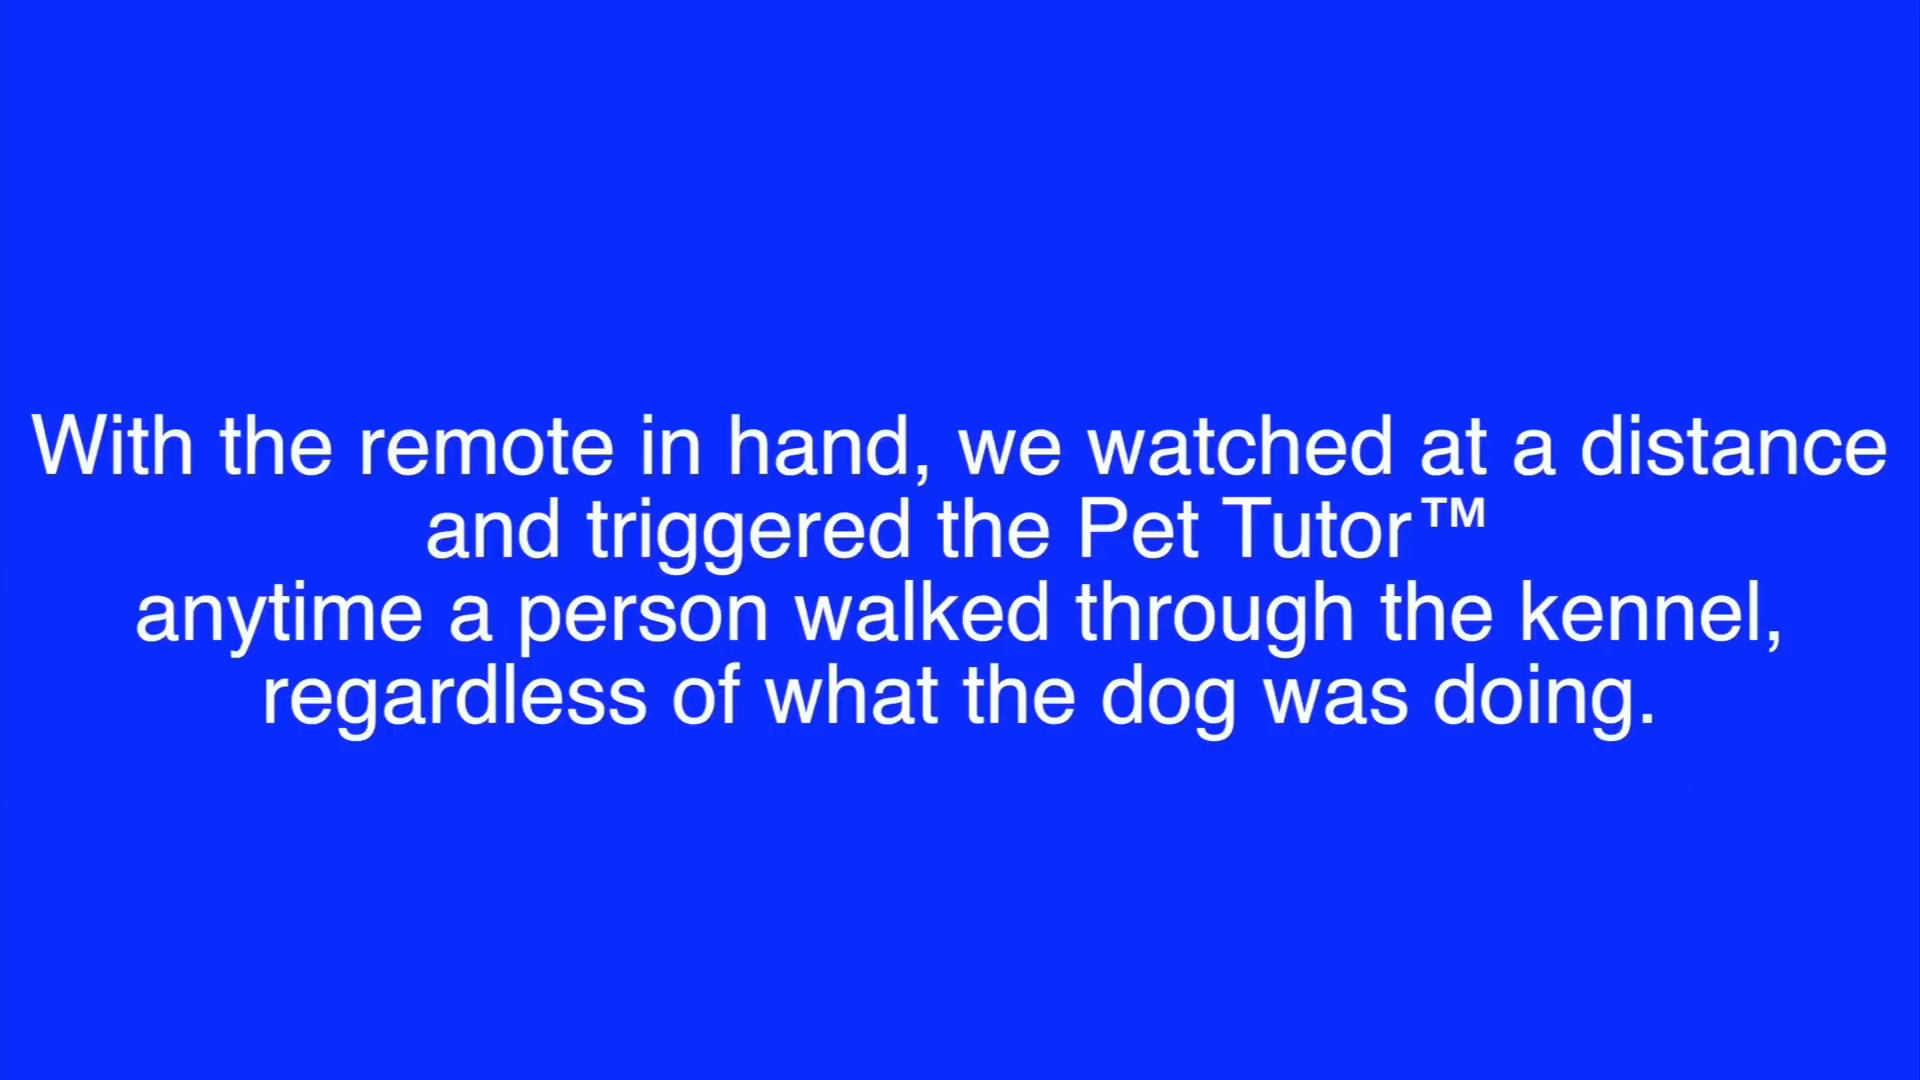 With the remote in hand, we watched at a distance
and triggered the Pet Tutor™
anytime a person walked through the kennel,
regardless of what the dog was doing.